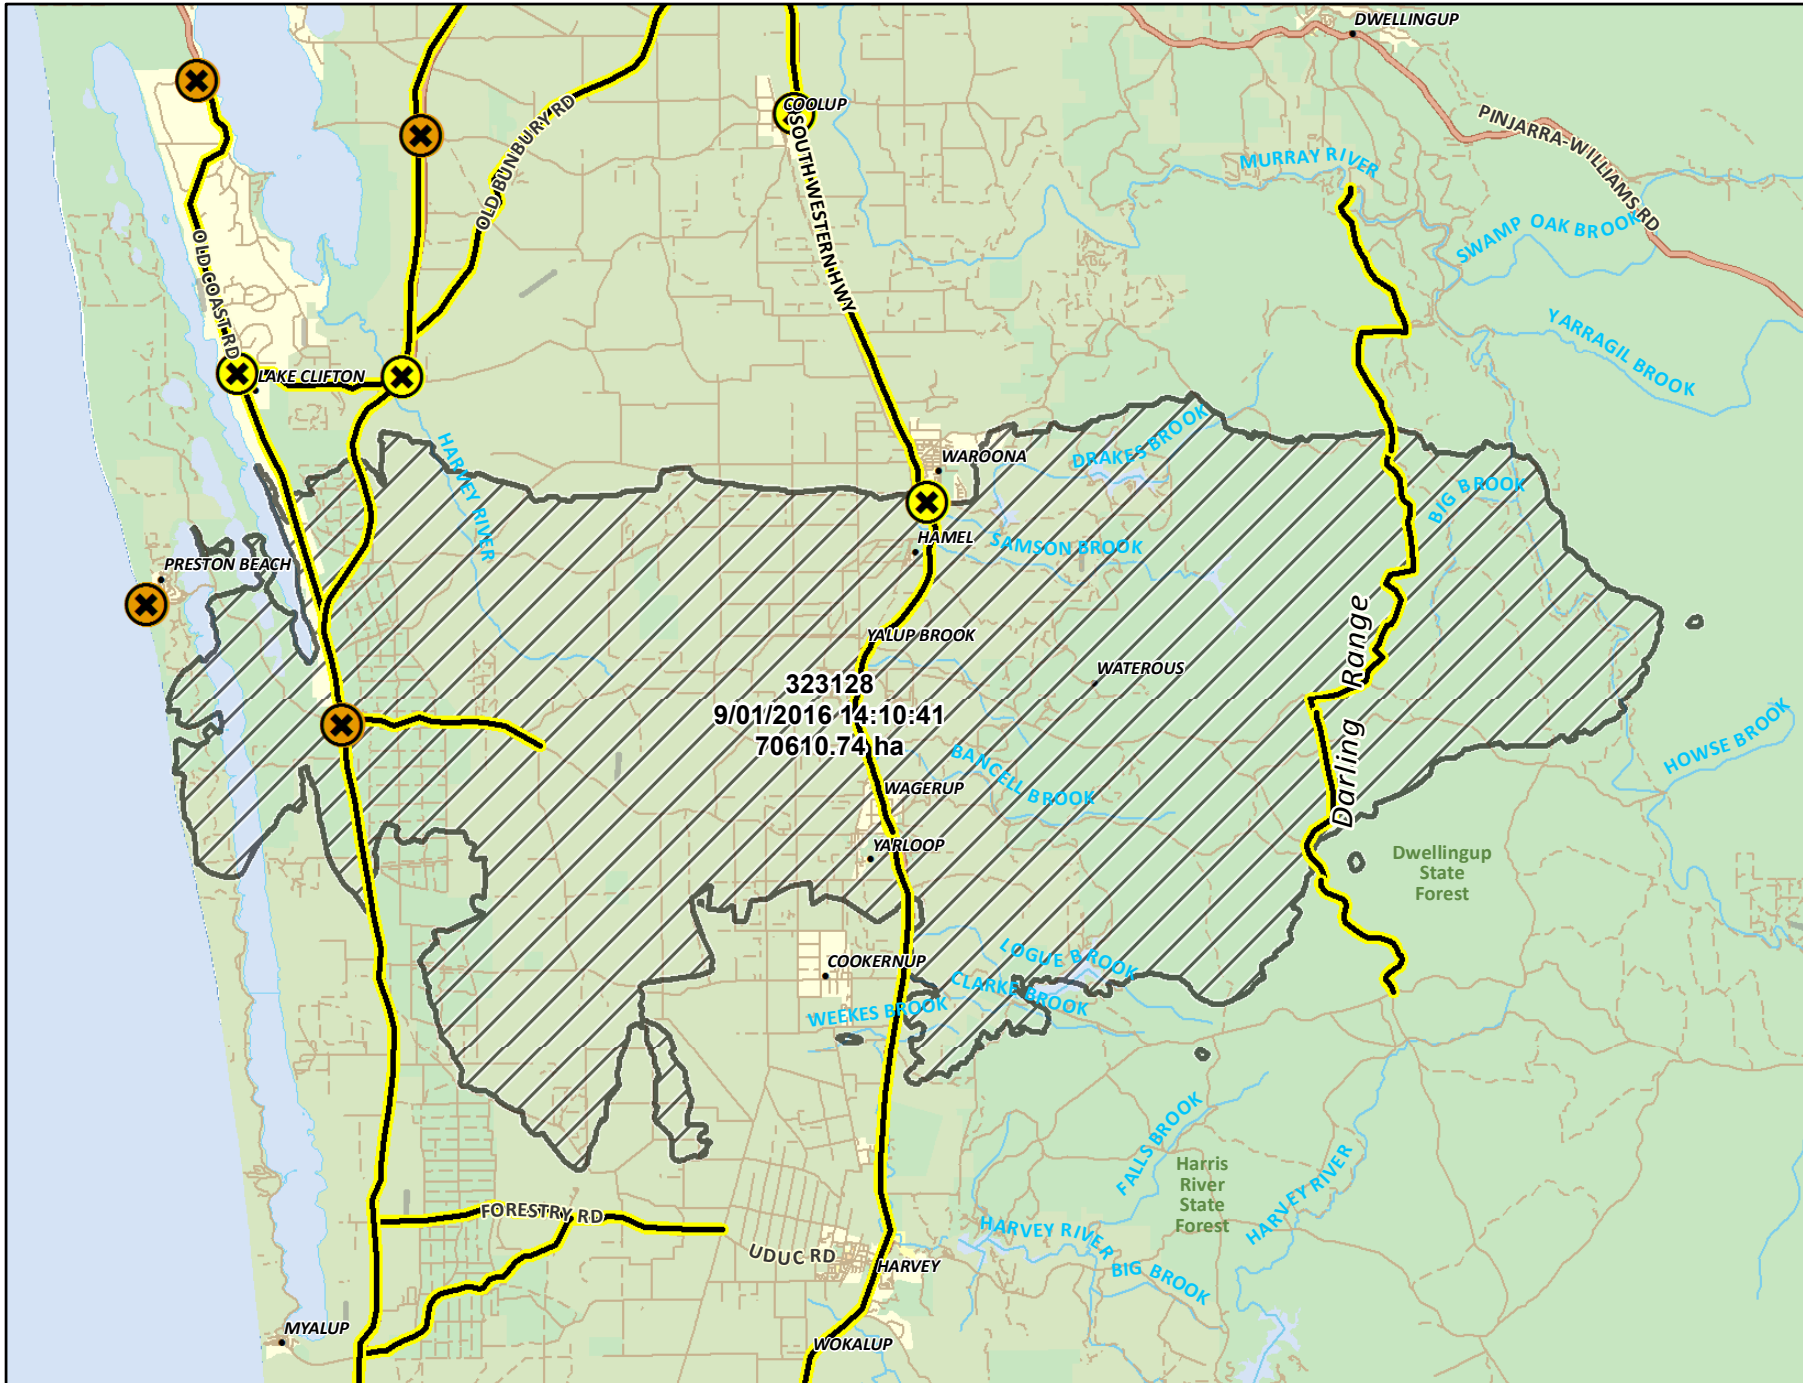 DWELLINGUP
COOLUP
PINJARRA-WILLIAMS RD
OLD BUNBURY RD
MURRAY RIVER
SOUTH WESTERN HWY
SWAMP OAK BROOK
OLD COAST RD
YARRAGIL BROOK
LAKE CLIFTON
DRAKES BROOK
HARVEY RIVER
WAROONA
BIG BROOK
HAMEL
SAMSON BROOK
PRESTON BEACH
YALUP BROOK
WATEROUS
Darling Range
323128
9/01/2016 14:10:41
70610.74 ha
HOWSE BROOK
BANCELL BROOK
WAGERUP
YARLOOP
Dwellingup
State
Forest
LOGUE BROOK
COOKERNUP
CLARKE BROOK
WEEKES BROOK
FALLS BROOK
Harris
River
State
Forest
HARVEY RIVER
FORESTRY RD
HARVEY RIVER
UDUC RD
HARVEY
BIG BROOK
MYALUP
WOKALUP